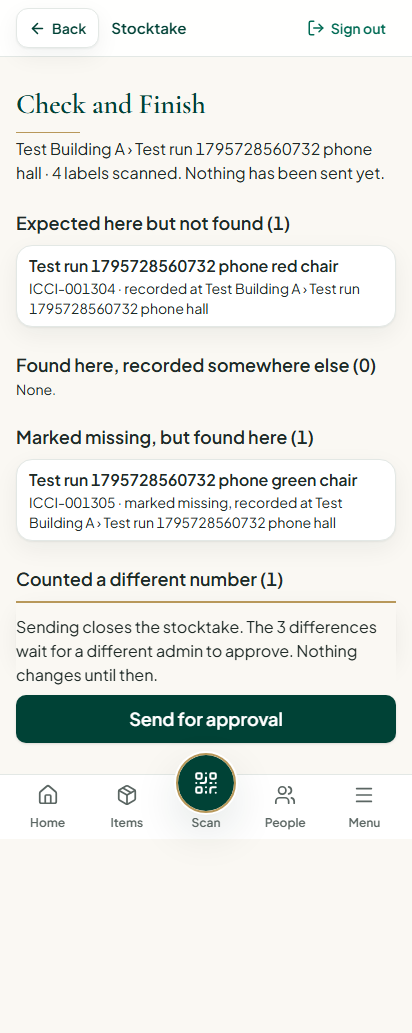 Back
Stocktake
Sign out
Check and Finish
Test Building A › Test run 1795728560732 phone
hall · 4 labels scanned. Nothing has been sent yet.
Expected here but not found (1)
Test run 1795728560732 phone red chair
ICCI-001304 · recorded at Test Building A › Test run
1795728560732 phone hall
Found here, recorded somewhere else (0)
None.
Marked missing, but found here (1)
Test run 1795728560732 phone green chair
ICCI-001305 · marked missing, recorded at Test
Building A › Test run 1795728560732 phone hall
Counted a different number (1)
Sending closes the stocktake. The 3 differences
wait for a different admin to approve. Nothing
changes until then.
Send for approval
Home
Items
Scan
People
Menu